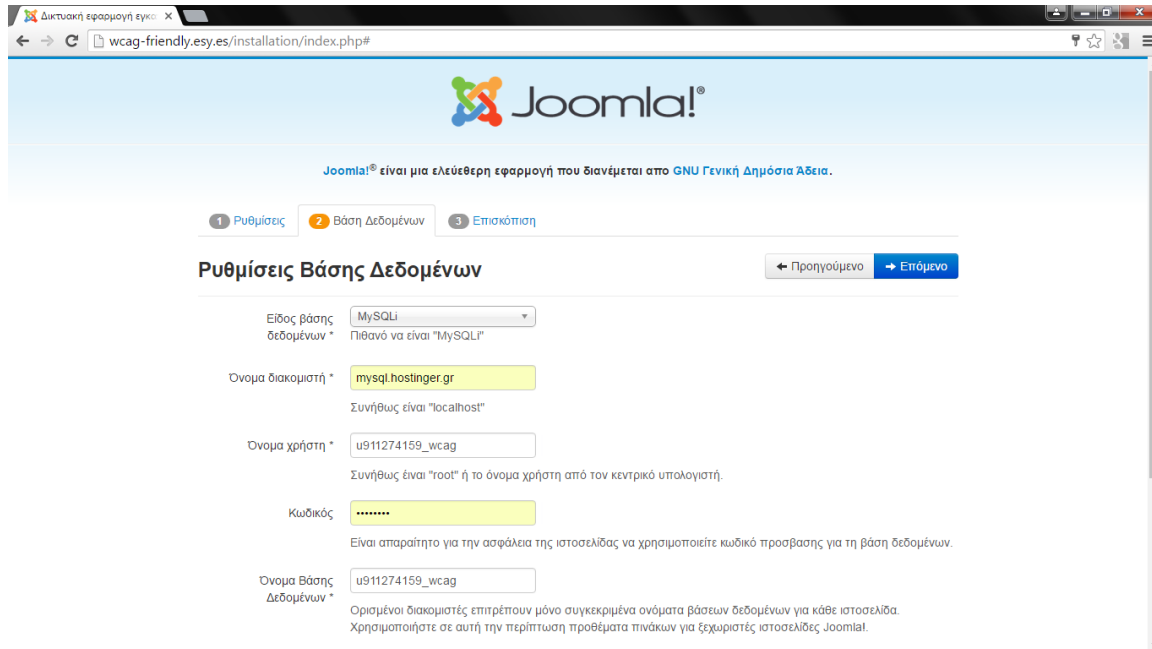 Δικτυακή εφαρμογή εγκα
wcag-friendly.esy.es/installation/index.php#
Joomla!®
Joomla!® είναι μια ελεύεθερη εφαρμογή που διανέμεται απο GNU Γενική Δημόσια Άδεια.
1 Ρυθμίσεις 2 Βάση Δεδομένων 3 Επισκόπιση
Ρυθμίσεις Βάσης Δεδομένων
Προηγούμενο Επόμενο
Είδος βάσης δεδομένων * MySQLi
Πιθανό να είναι "MySQLi"
Όνομα διακομιστή * mysql.hostinger.gr
Συνήθως είναι "localhost"
Όνομα χρήστη * u911274159_wcag
Συνήθως έιναι "root" ή το όνομα χρήστη από τον κεντρικό υπολογιστή.
Κωδικός ••••••••
Είναι απαραίτητο για την ασφάλεια της ιστοσελίδας να χρησιμοποιείτε κωδικό προσβασης για τη βάση δεδομένων.
Όνομα Βάσης Δεδομένων * u911274159_wcag
Ορισμένοι διακομιστές επιτρέπουν μόνο συγκεκριμένα ονόματα βάσεων δεδομένων για κάθε ιστοσελίδα.
Χρησιμοποιήστε σε αυτή την περίπτωση προθέματα πινάκων για ξεχωριστές ιστοσελίδες Joomla!.